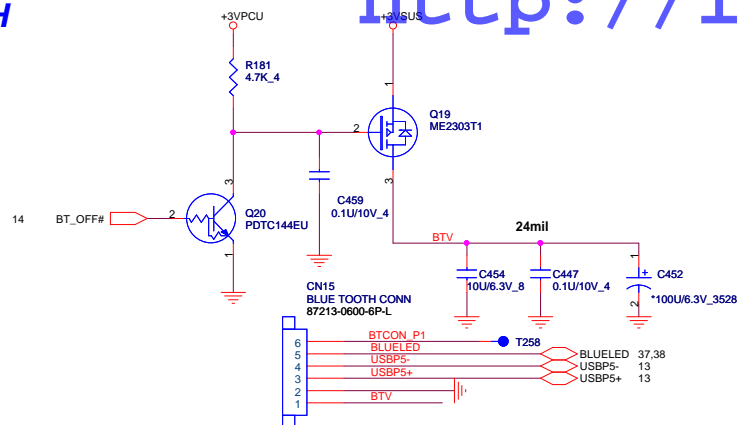 H
http://l
+3VPCU
+3VSUS
R181
4.7K_4
1
Q19
ME2303T1
2
3
3
C459
0.1U/10V_4
14 BT_OFF#
2
Q20
PDTC144EU
1
BTV
24mil
C454
10U/6.3V_8
C447
0.1U/10V_4
1
C452
2
*100U/6.3V_3528
CN15
BLUE TOOTH CONN
87213-0600-6P-L
6 BTCON_P1 T258
5 BLUELED BLUELED 37,38
4 USBP5- USBP5- 13
3 USBP5+ USBP5+ 13
2
1 BTV